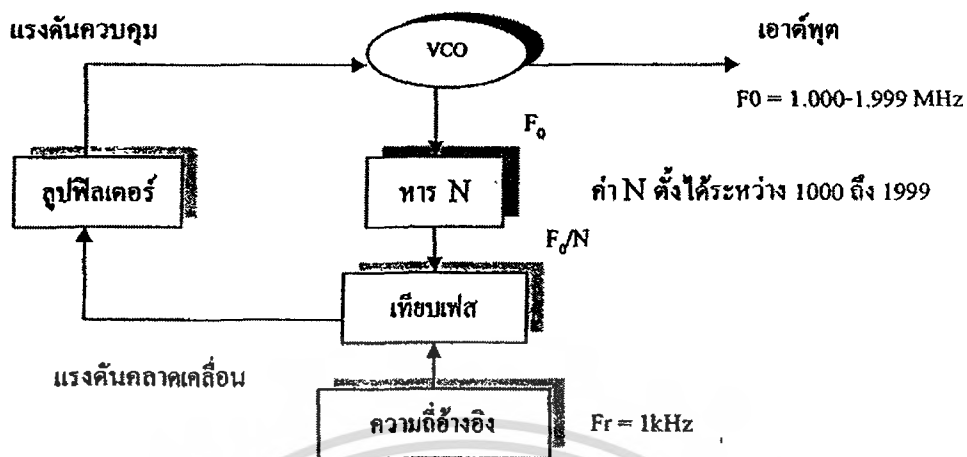 แรงดันควบคุม
VCO
เอาต์พุต
F0 = 1.000-1.999 MHz
F₀
ลูปฟิลเตอร์
หาร N
ค่า N ตั้งได้ระหว่าง 1000 ถึง 1999
F₀/N
เทียบเฟส
แรงดันคลาดเคลื่อน
ความถี่อ้างอิง
Fr = 1kHz